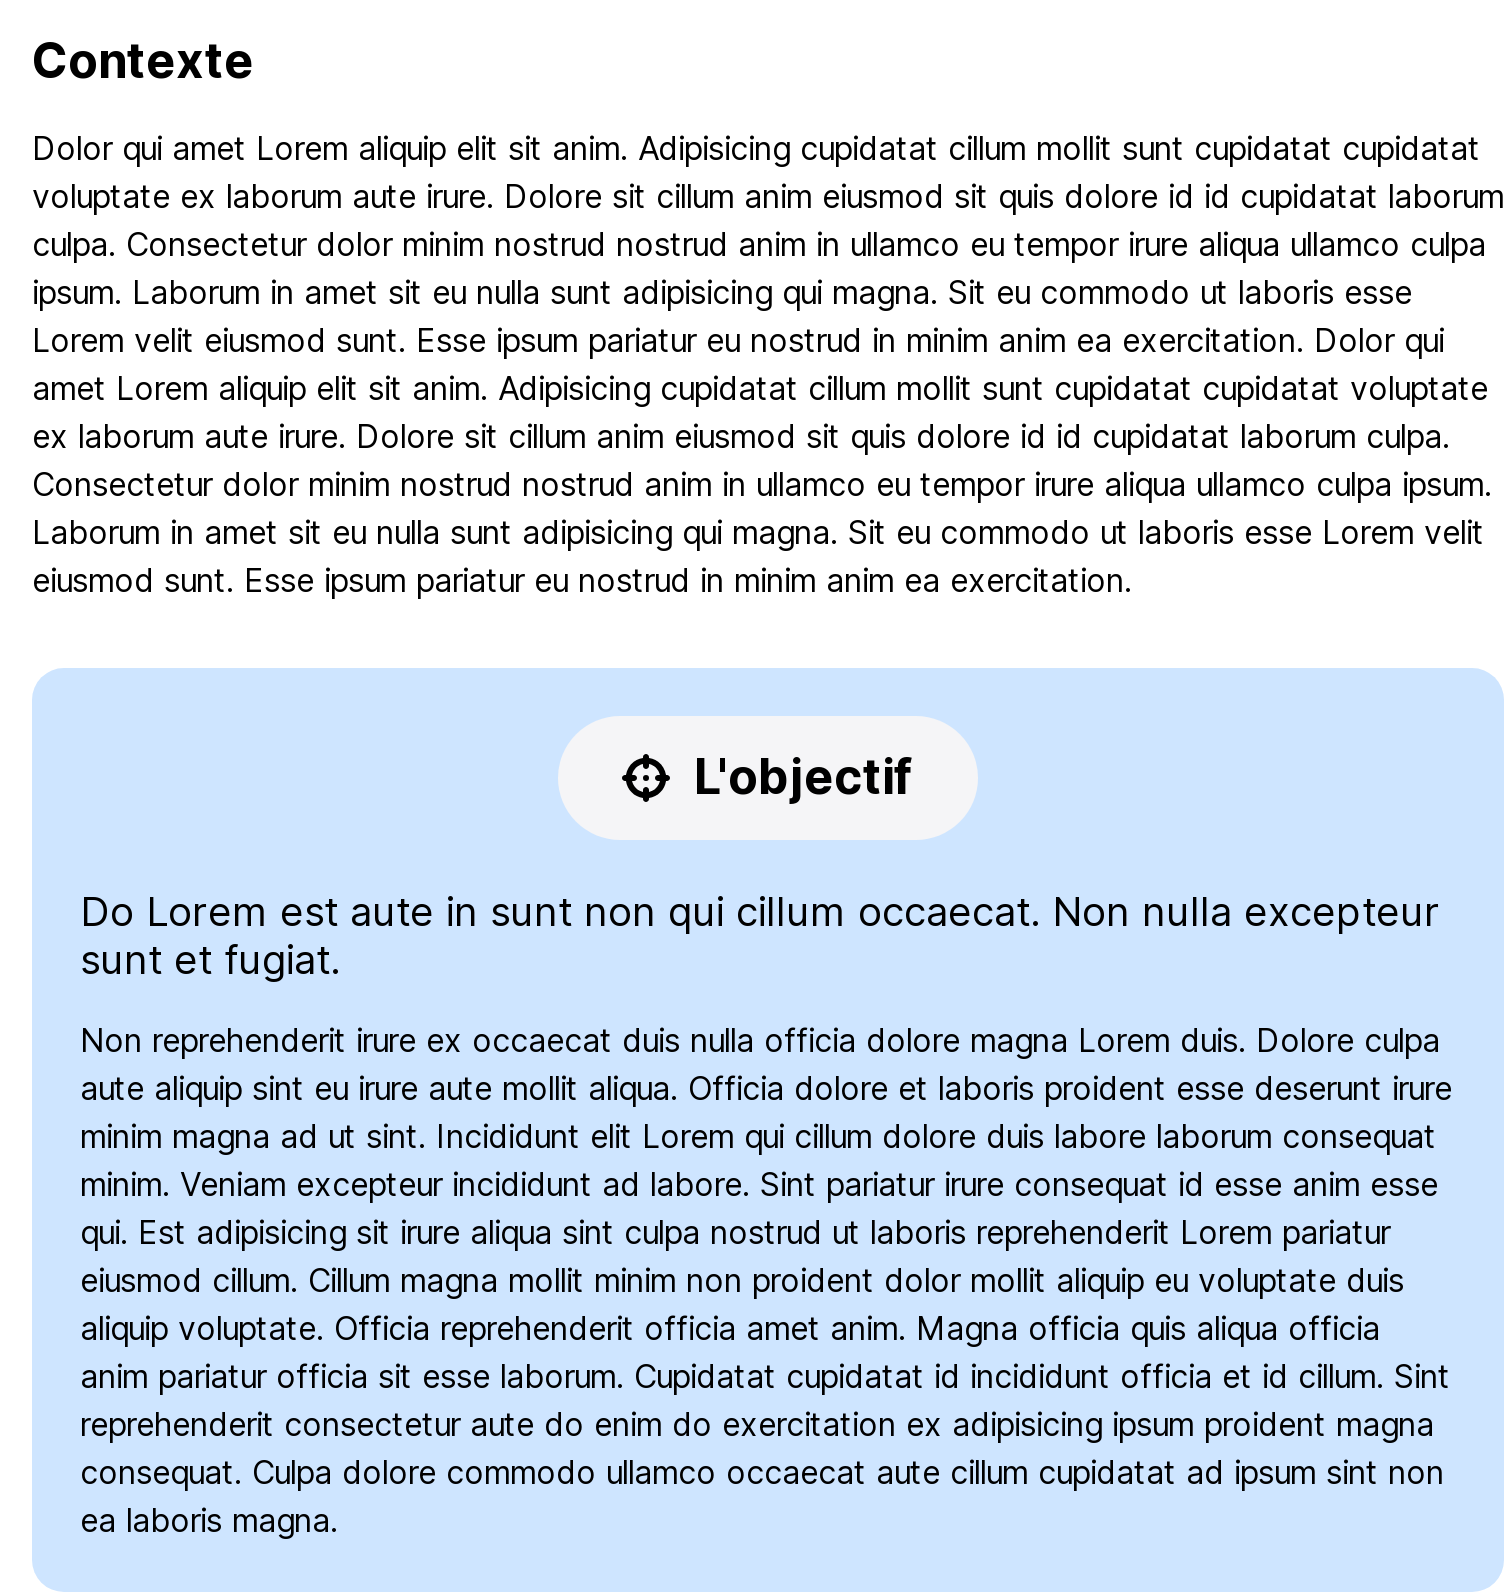 Contexte
Dolor qui amet Lorem aliquip elit sit anim. Adipisicing cupidatat cillum mollit sunt cupidatat cupidatat
voluptate ex laborum aute irure. Dolore sit cillum anim eiusmod sit quis dolore id id cupidatat laborum
culpa. Consectetur dolor minim nostrud nostrud anim in ullamco eu tempor irure aliqua ullamco culpa
ipsum. Laborum in amet sit eu nulla sunt adipisicing qui magna. Sit eu commodo ut laboris esse
Lorem velit eiusmod sunt. Esse ipsum pariatur eu nostrud in minim anim ea exercitation. Dolor qui
amet Lorem aliquip elit sit anim. Adipisicing cupidatat cillum mollit sunt cupidatat cupidatat voluptate
ex laborum aute irure. Dolore sit cillum anim eiusmod sit quis dolore id id cupidatat laborum culpa.
Consectetur dolor minim nostrud nostrud anim in ullamco eu tempor irure aliqua ullamco culpa ipsum.
Laborum in amet sit eu nulla sunt adipisicing qui magna. Sit eu commodo ut laboris esse Lorem velit
eiusmod sunt. Esse ipsum pariatur eu nostrud in minim anim ea exercitation.
L'objectif
Do Lorem est aute in sunt non qui cillum occaecat. Non nulla excepteur
sunt et fugiat.
Non reprehenderit irure ex occaecat duis nulla officia dolore magna Lorem duis. Dolore culpa
aute aliquip sint eu irure aute mollit aliqua. Officia dolore et laboris proident esse deserunt irure
minim magna ad ut sint. Incididunt elit Lorem qui cillum dolore duis labore laborum consequat
minim. Veniam excepteur incididunt ad labore. Sint pariatur irure consequat id esse anim esse
qui. Est adipisicing sit irure aliqua sint culpa nostrud ut laboris reprehenderit Lorem pariatur
eiusmod cillum. Cillum magna mollit minim non proident dolor mollit aliquip eu voluptate duis
aliquip voluptate. Officia reprehenderit officia amet anim. Magna officia quis aliqua officia
anim pariatur officia sit esse laborum. Cupidatat cupidatat id incididunt officia et id cillum. Sint
reprehenderit consectetur aute do enim do exercitation ex adipisicing ipsum proident magna
consequat. Culpa dolore commodo ullamco occaecat aute cillum cupidatat ad ipsum sint non
ea laboris magna.